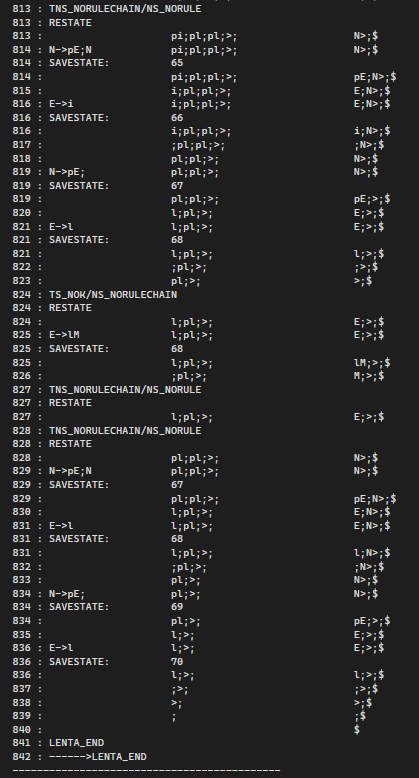 813 : TNS_NORULECHAIN/NS_NORULE
813 : RESTATE
813 : pi;pl;pl;>; N>;$
814 : N->pE;N pi;pl;pl;>; N>;$
814 : SAVESTATE: 65
814 : pi;pl;pl;>; pE;N>;$
815 : i;pl;pl;>; E;N>;$
816 : E->i i;pl;pl;>; E;N>;$
816 : SAVESTATE: 66
816 : i;pl;pl;>; i;N>;$
817 : ;pl;pl;>; ;N>;$
818 : pl;pl;>; N>;$
819 : N->pE; pl;pl;>; N>;$
819 : SAVESTATE: 67
819 : pl;pl;>; pE;>;$
820 : l;pl;>; E;>;$
821 : E->l l;pl;>; E;>;$
821 : SAVESTATE: 68
821 : l;pl;>; l;>;$
822 : ;pl;>; ;>;$
823 : pl;>; >;$
824 : TS_NOK/NS_NORULECHAIN
824 : RESTATE
824 : l;pl;>; E;>;$
825 : E->lM l;pl;>; E;>;$
825 : SAVESTATE: 68
825 : l;pl;>; lM;>;$
826 : ;pl;>; M;>;$
827 : TNS_NORULECHAIN/NS_NORULE
827 : RESTATE
827 : l;pl;>; E;>;$
828 : TNS_NORULECHAIN/NS_NORULE
828 : RESTATE
828 : pl;pl;>; N>;$
829 : N->pE;N pl;pl;>; N>;$
829 : SAVESTATE: 67
829 : pl;pl;>; pE;N>;$
830 : l;pl;>; E;N>;$
831 : E->l l;pl;>; E;N>;$
831 : SAVESTATE: 68
831 : l;pl;>; l;N>;$
832 : ;pl;>; ;N>;$
833 : pl;>; N>;$
834 : N->pE; pl;>; N>;$
834 : SAVESTATE: 69
834 : pl;>; pE;>;$
835 : l;>; E;>;$
836 : E->l l;>; E;>;$
836 : SAVESTATE: 70
836 : l;>; l;>;$
837 : ;>; ;>;$
838 : >; >;$
839 : ; ;$
840 : $
841 : LENTA_END
842 : ------>LENTA_END
------------------------------------------